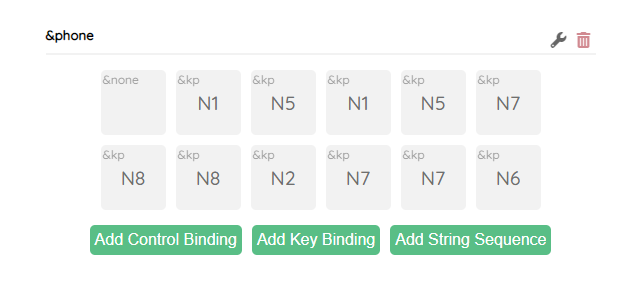 &phone
&none &kp &kp &kp &kp &kp
N1 N5 N1 N5 N7
&kp &kp &kp &kp &kp &kp
N8 N8 N2 N7 N7 N6
Add Control Binding Add Key Binding Add String Sequence